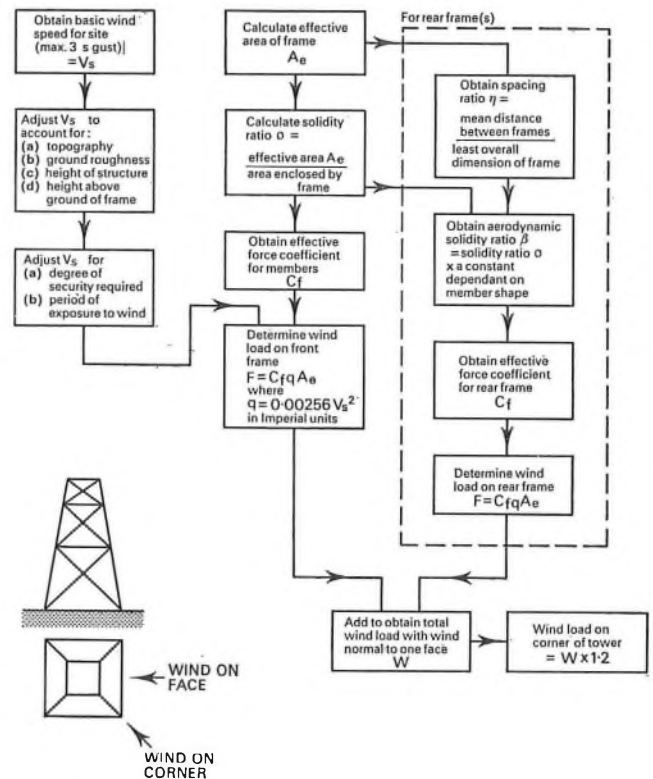 Obtain basic wind
speed for site
(max. 3 s gust)
=Vs
Adjust Vs to
account for:
(a) topography
(b) ground roughness
(c) height of structure
(d) height above
ground of frame
Adjust Vs for
(a) degree of
security required
(b) period of
exposure to wind
Calculate effective
area of frame
Ae
Calculate solidity
ratio ø =
effective area Ae
area enclosed by
frame
Obtain effective
force coefficient
for members
Cf
Determine wind
load on front
frame
F=CfqAe
where
q=0·00256Vs²
in Imperial units
For rear frame(s)
Obtain spacing
ratio η =
mean distance
between frames
least overall
dimension of frame
Obtain aerodynamic
solidity ratio β
=solidity ratio ø
x a constant
dependant on
member shape
Obtain effective
force coefficient
for rear frame
Cf
Determine wind
load on rear frame
F=CfqAe
Add to obtain total
wind load with wind
normal to one face
W
Wind load on
corner of tower
= W x 1·2
WIND ON
FACE
WIND ON
CORNER